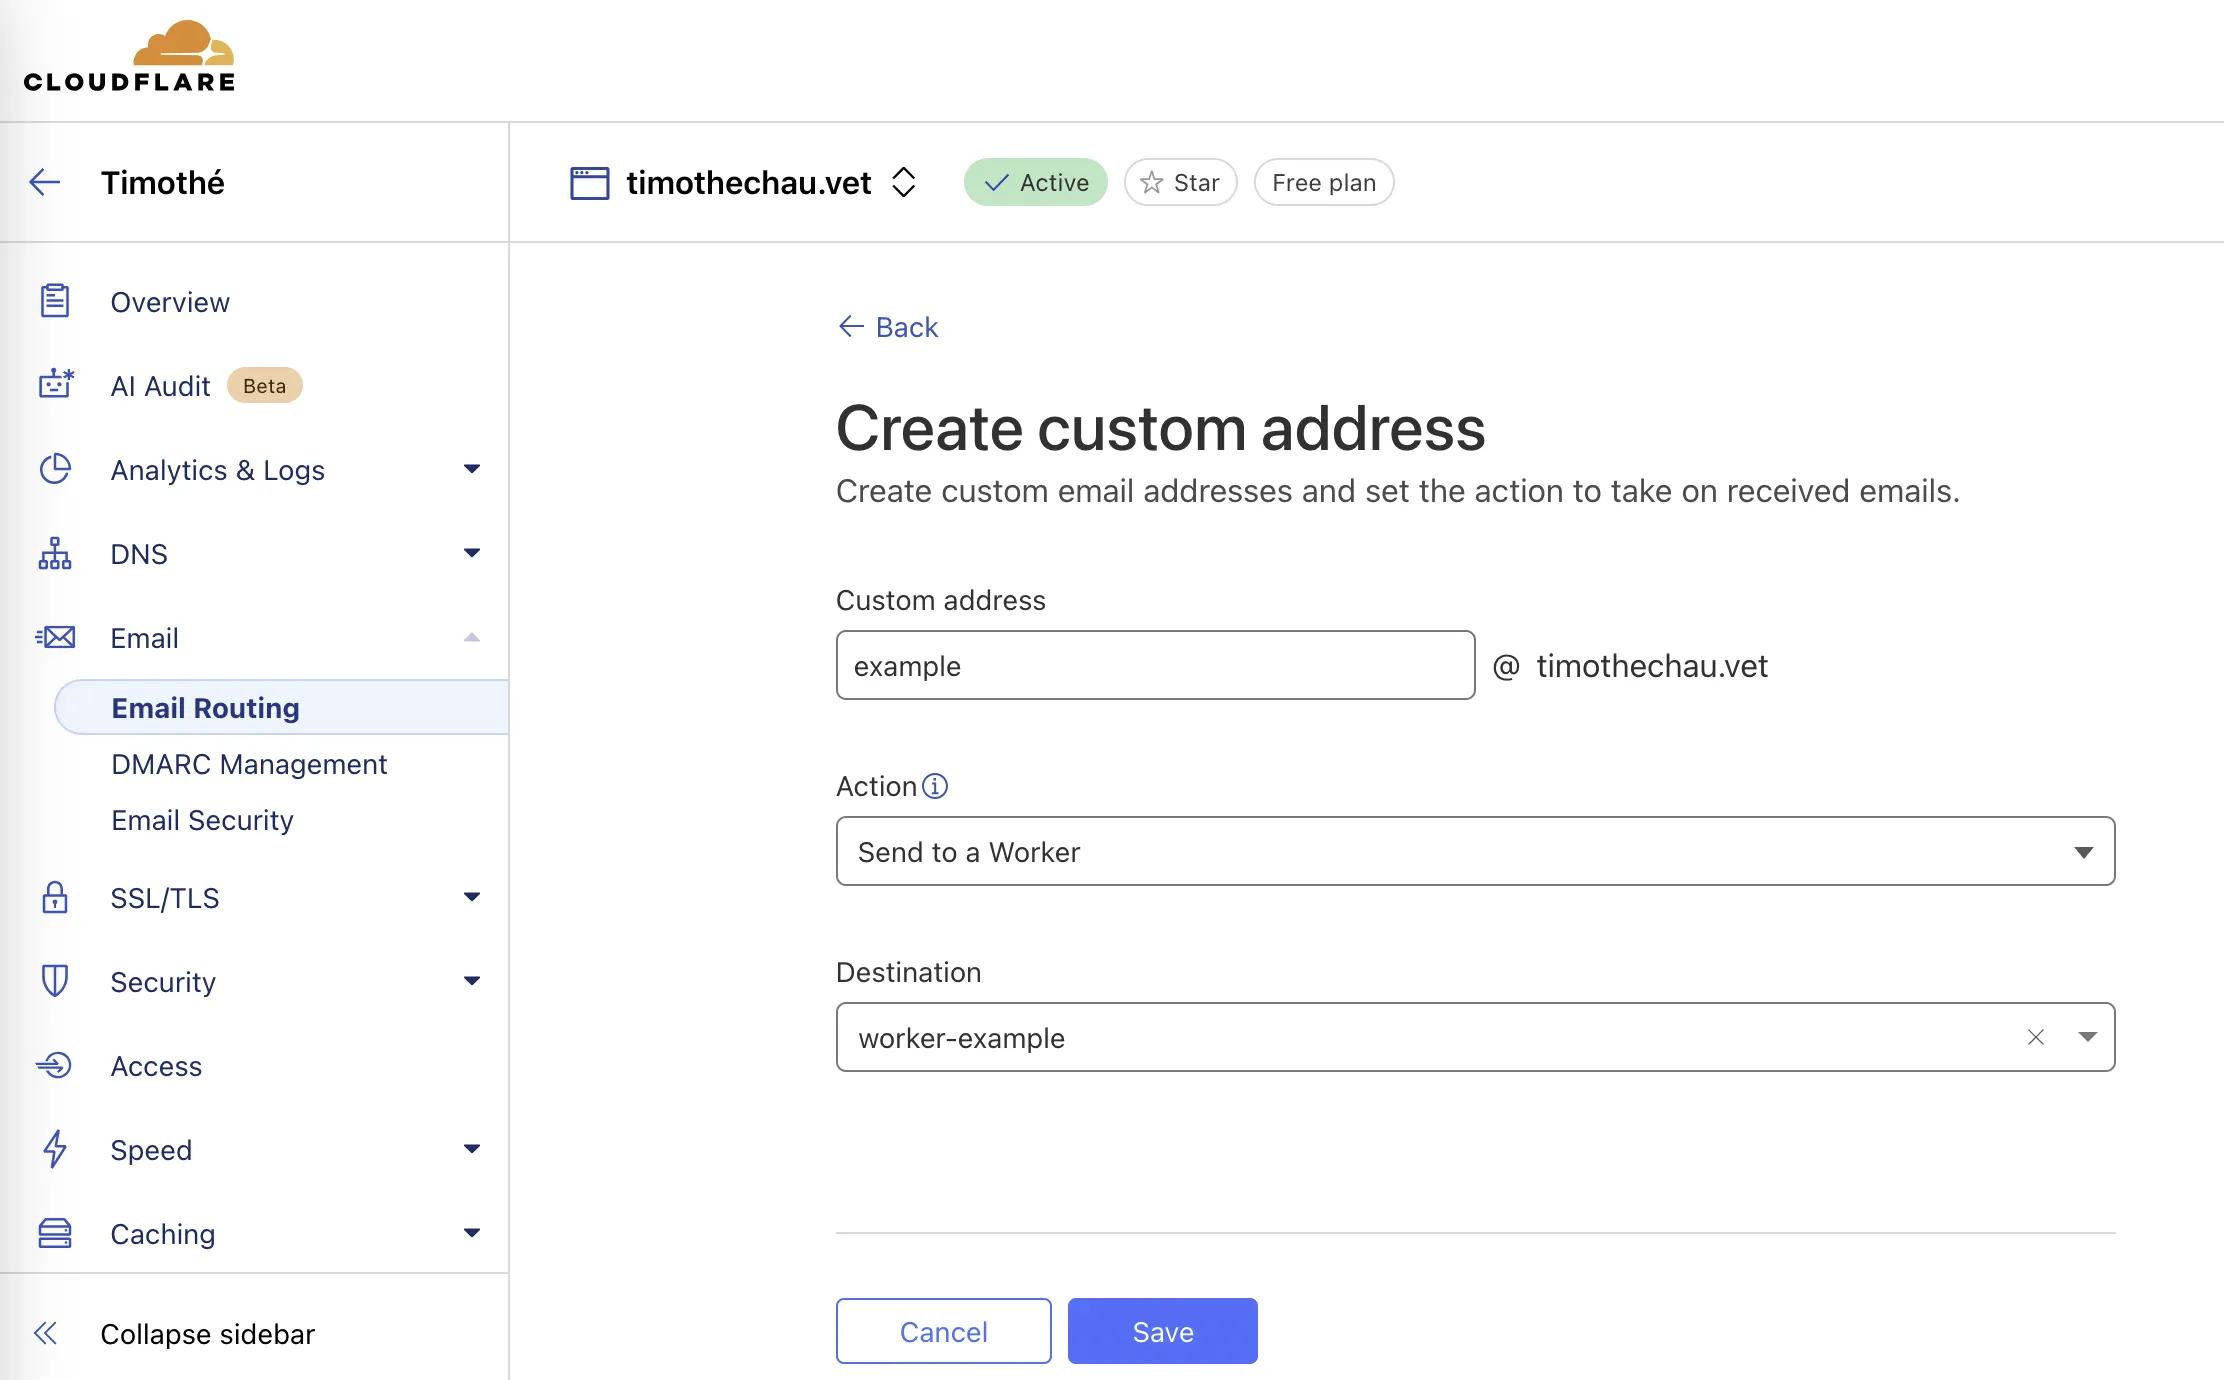 CLOUDFLARE
Timothé
timothechau.vet
Active
Star
Free plan
Overview
AI Audit Beta
Analytics & Logs
DNS
Email
Email Routing
DMARC Management
Email Security
SSL/TLS
Security
Access
Speed
Caching
Collapse sidebar
Back
Create custom address
Create custom email addresses and set the action to take on received emails.
Custom address
example @ timothechau.vet
Action
Send to a Worker
Destination
worker-example
Cancel
Save